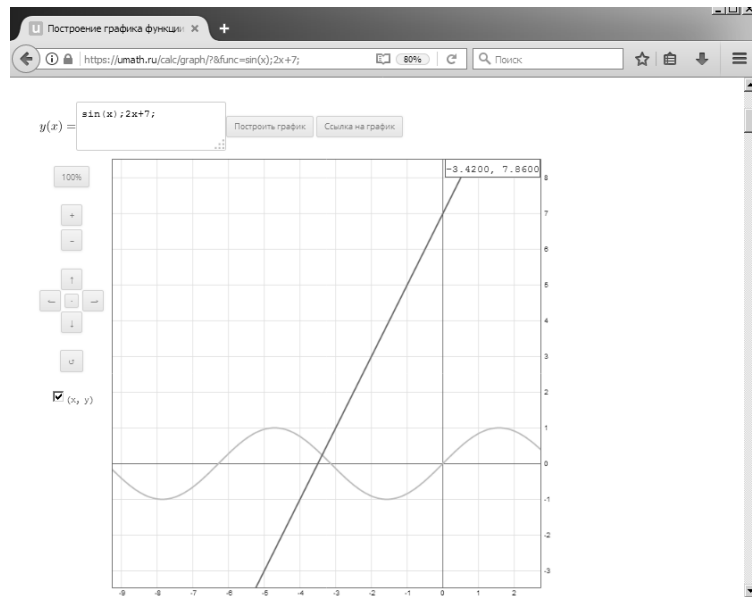 Построение графика функции × +
https://umath.ru/calc/graph/?&func=sin(x);2x+7;
80%
Поиск
y(x) =
sin(x);2x+7;
Построить график
Ссылка на график
100%
-3.4200, 7.8600
+
−
↑
↓
(x, y)
8
7
6
5
4
3
2
1
0
-1
-2
-3
-9 -8 -7 -6 -5 -4 -3 -2 -1 0 1 2